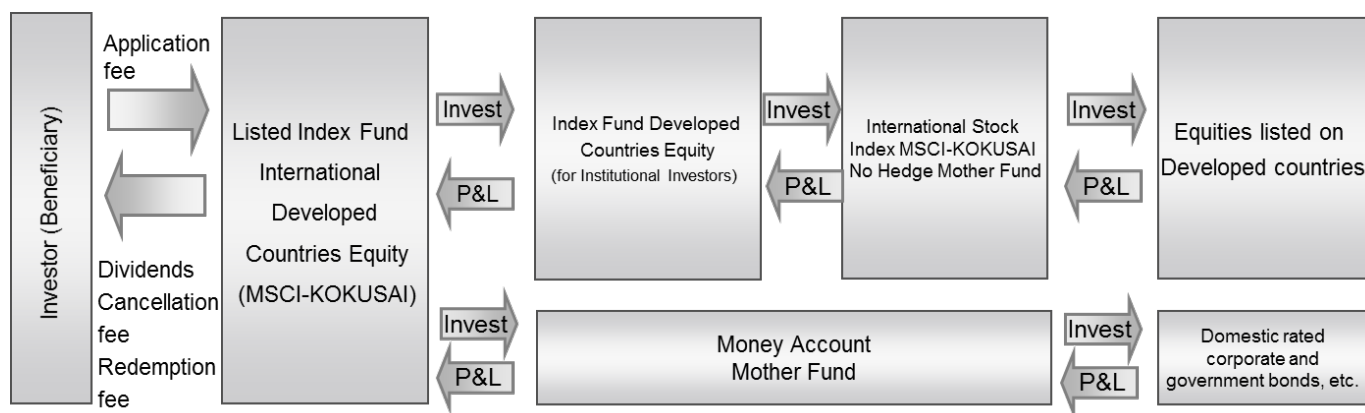 Investor (Beneficiary)
Application
fee
Dividends
Cancellation
fee
Redemption
fee
Listed Index Fund
International
Developed
Countries Equity
(MSCI-KOKUSAI)
Invest
P&L
Index Fund Developed
Countries Equity
(for Institutional Investors)
Invest
P&L
International Stock
Index MSCI-KOKUSAI
No Hedge Mother Fund
Invest
P&L
Equities listed on
Developed countries
Invest
P&L
Money Account
Mother Fund
Invest
P&L
Domestic rated
corporate and
government bonds, etc.